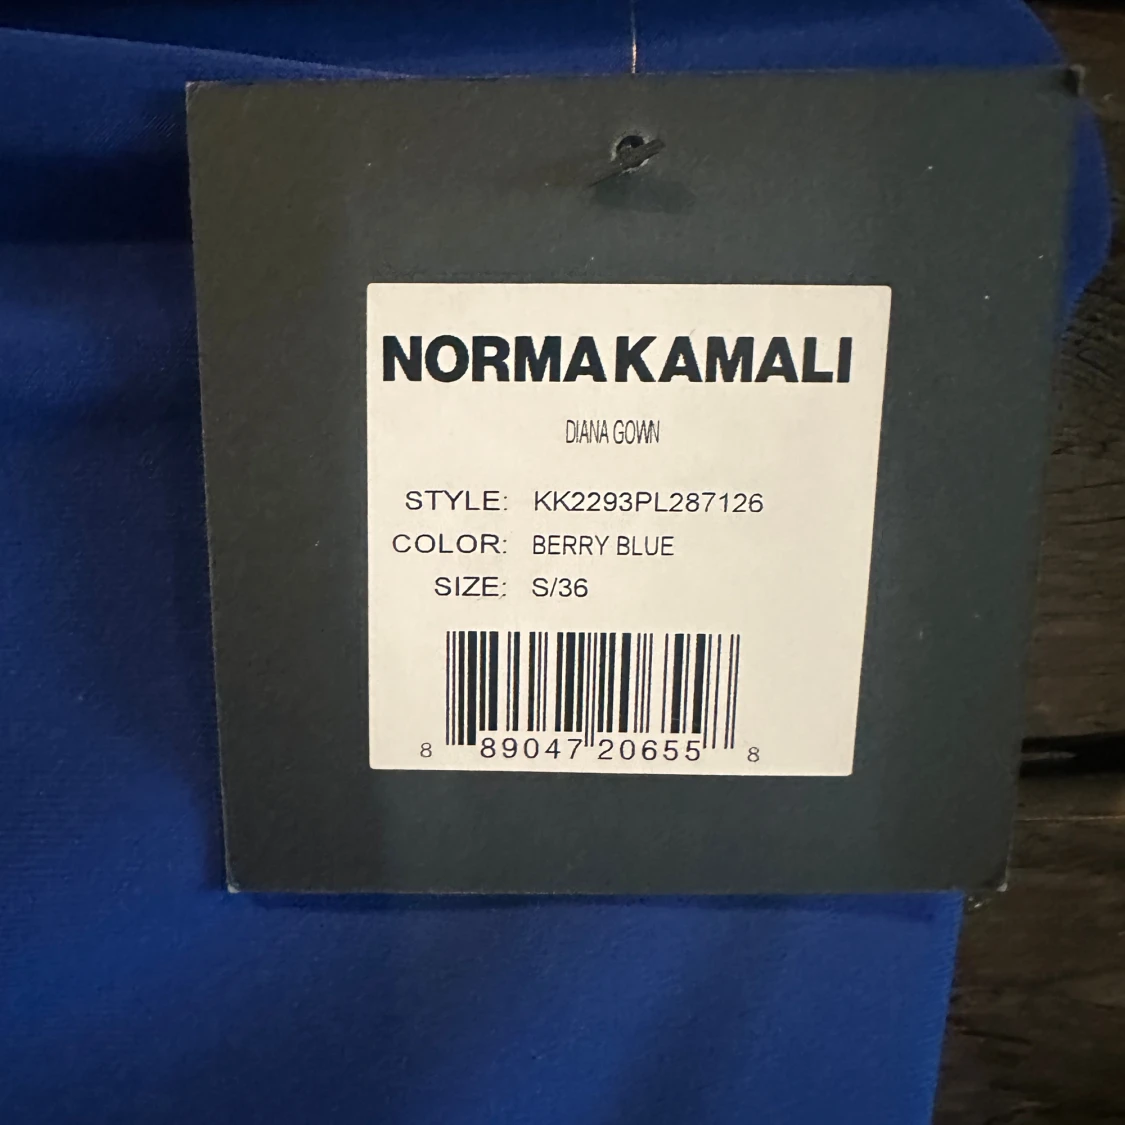 NORMA KAMALI
DIANA GOWN
STYLE: KK2293PL287126
COLOR: BERRY BLUE
SIZE: S/36
8 89047 20655 8